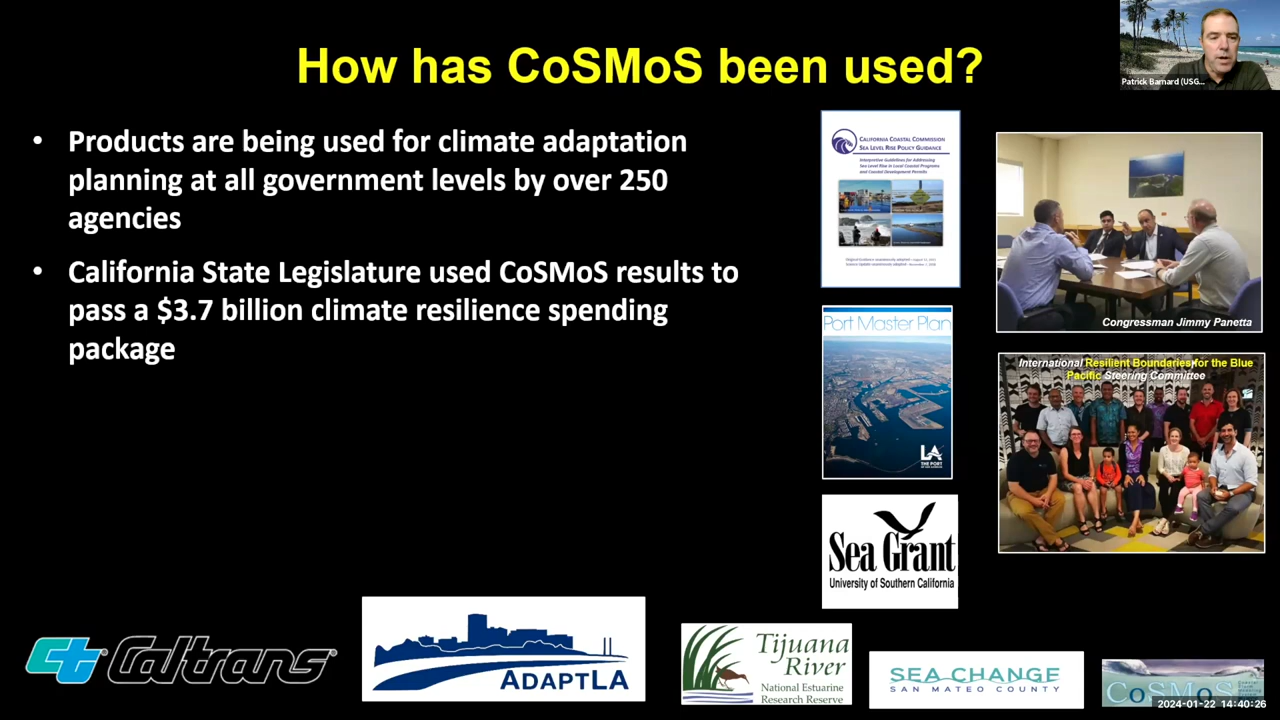 How has CoSMoS been used?
Patrick Barnard (USG...
• Products are being used for climate adaptation
planning at all government levels by over 250
agencies
• California State Legislature used CoSMoS results to
pass a $3.7 billion climate resilience spending
package
CALIFORNIA COASTAL COMMISSION
SEA LEVEL RISE POLICY GUIDANCE
Interpretive Guidelines for Addressing
Sea Level Rise in Local Coastal Programs
and Coastal Development Permits
Congressman Jimmy Panetta
Port Master Plan
LA
THE PORT
International Resilient Boundaries for the Blue
Pacific Steering Committee
Sea Grant
University of Southern California
Caltrans
ADAPTLA
Tijuana
River
National Estuarine
Research Reserve
SEA CHANGE
SAN MATEO COUNTY
CoSMoS
2024-01-22 14:40:26